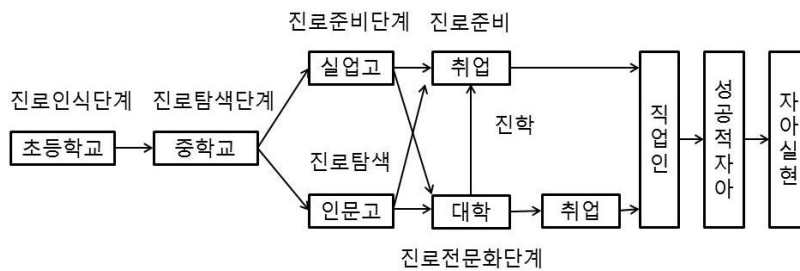 진로준비단계 진로준비
실업고 취업
진로인식단계 진로탐색단계
초등학교 중학교
진학
진로탐색
인문고 대학 취업
진로전문화단계
직업인
성공적자아
자아실현